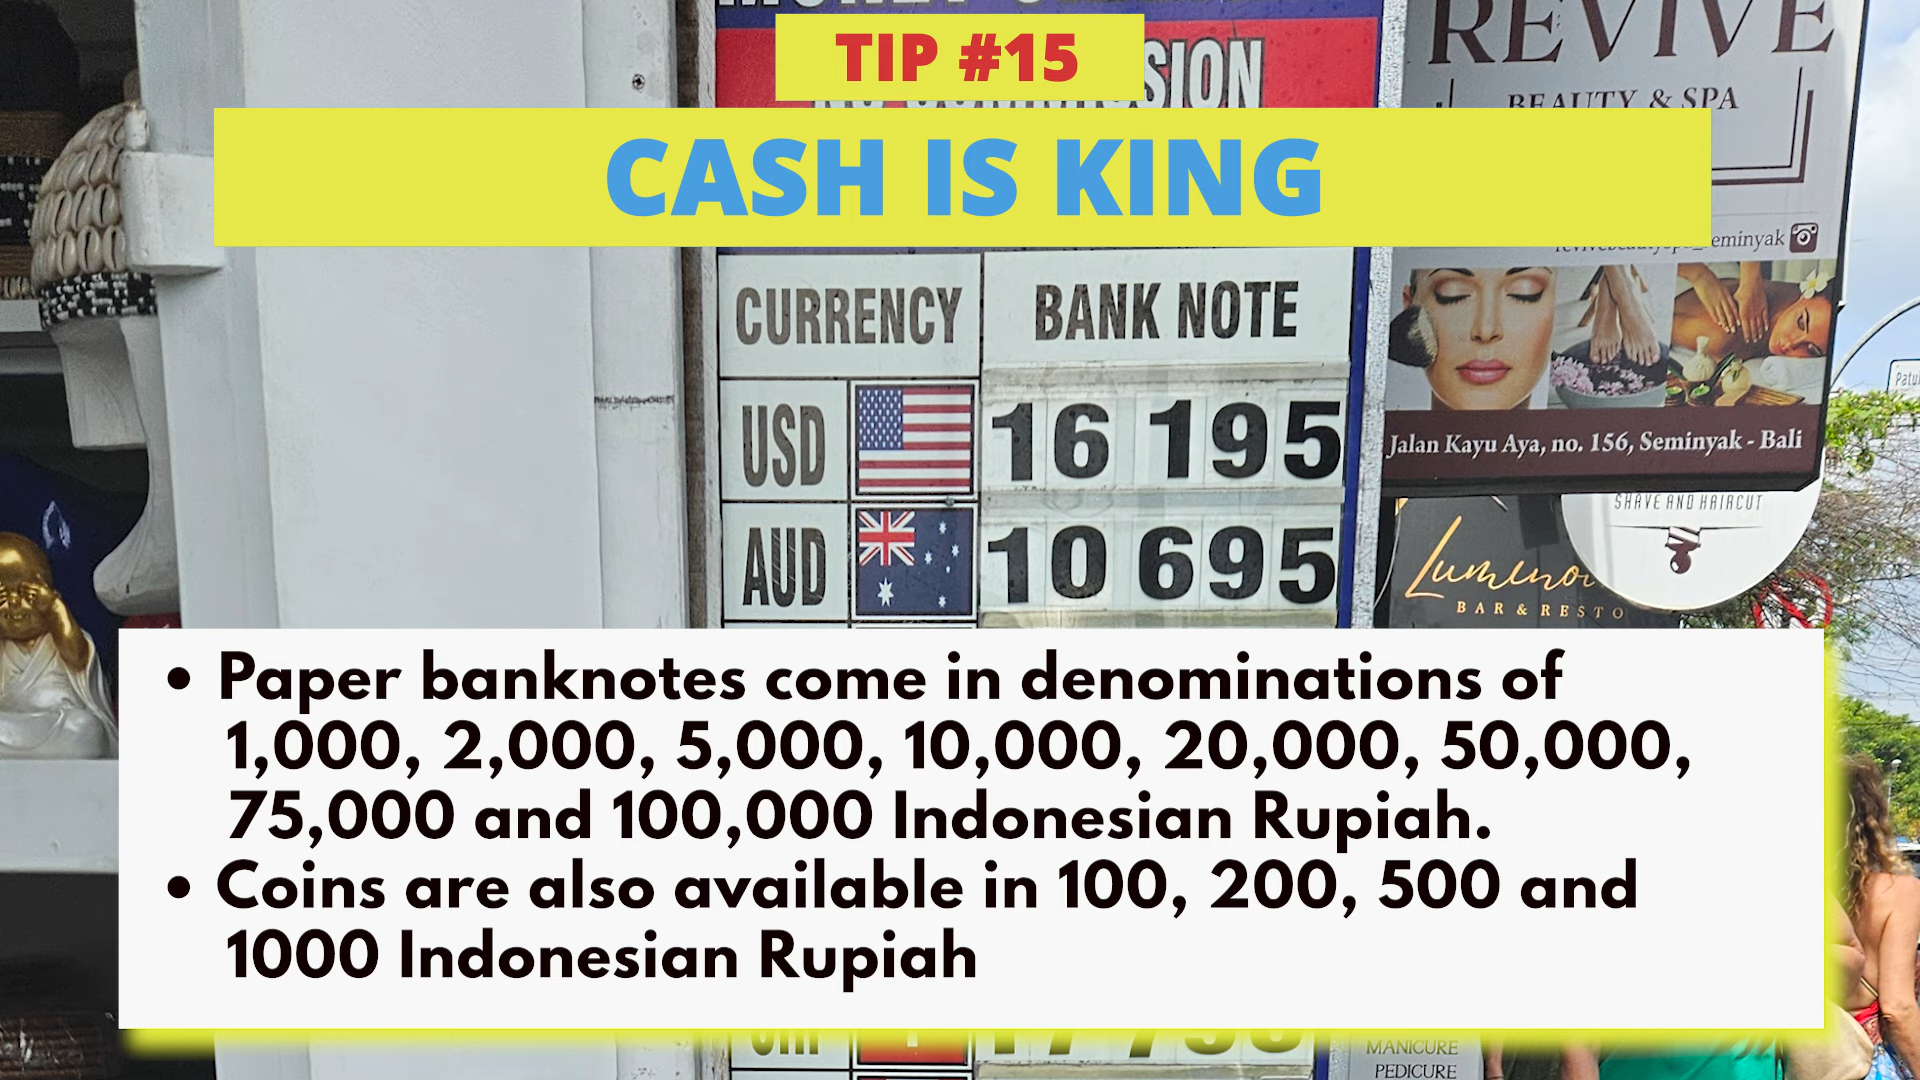 TIP #15
SION
CASH IS KING
REVIVE
BEAUTY & SPA
eminyak
CURRENCY BANK NOTE
USD 16 195
AUD 10 695
Jalan Kayu Aya, no. 156, Seminyak - Bali
SHAVE AND HAIRCUT
BAR & RESTO
• Paper banknotes come in denominations of
1,000, 2,000, 5,000, 10,000, 20,000, 50,000,
75,000 and 100,000 Indonesian Rupiah.
• Coins are also available in 100, 200, 500 and
1000 Indonesian Rupiah
MANICURE
PEDICURE